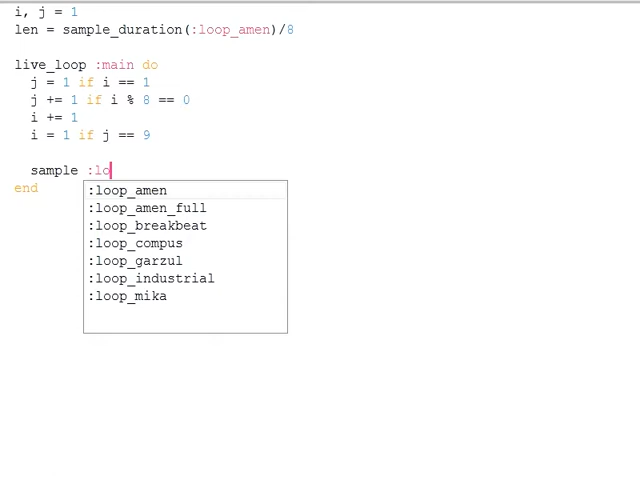 i, j = 1
len = sample_duration(:loop_amen)/8
live_loop :main do
j = 1 if i == 1
j += 1 if i % 8 == 0
i += 1
i = 1 if j == 9
sample :lo
end
:loop_amen
:loop_amen_full
:loop_breakbeat
:loop_compus
:loop_garzul
:loop_industrial
:loop_mika